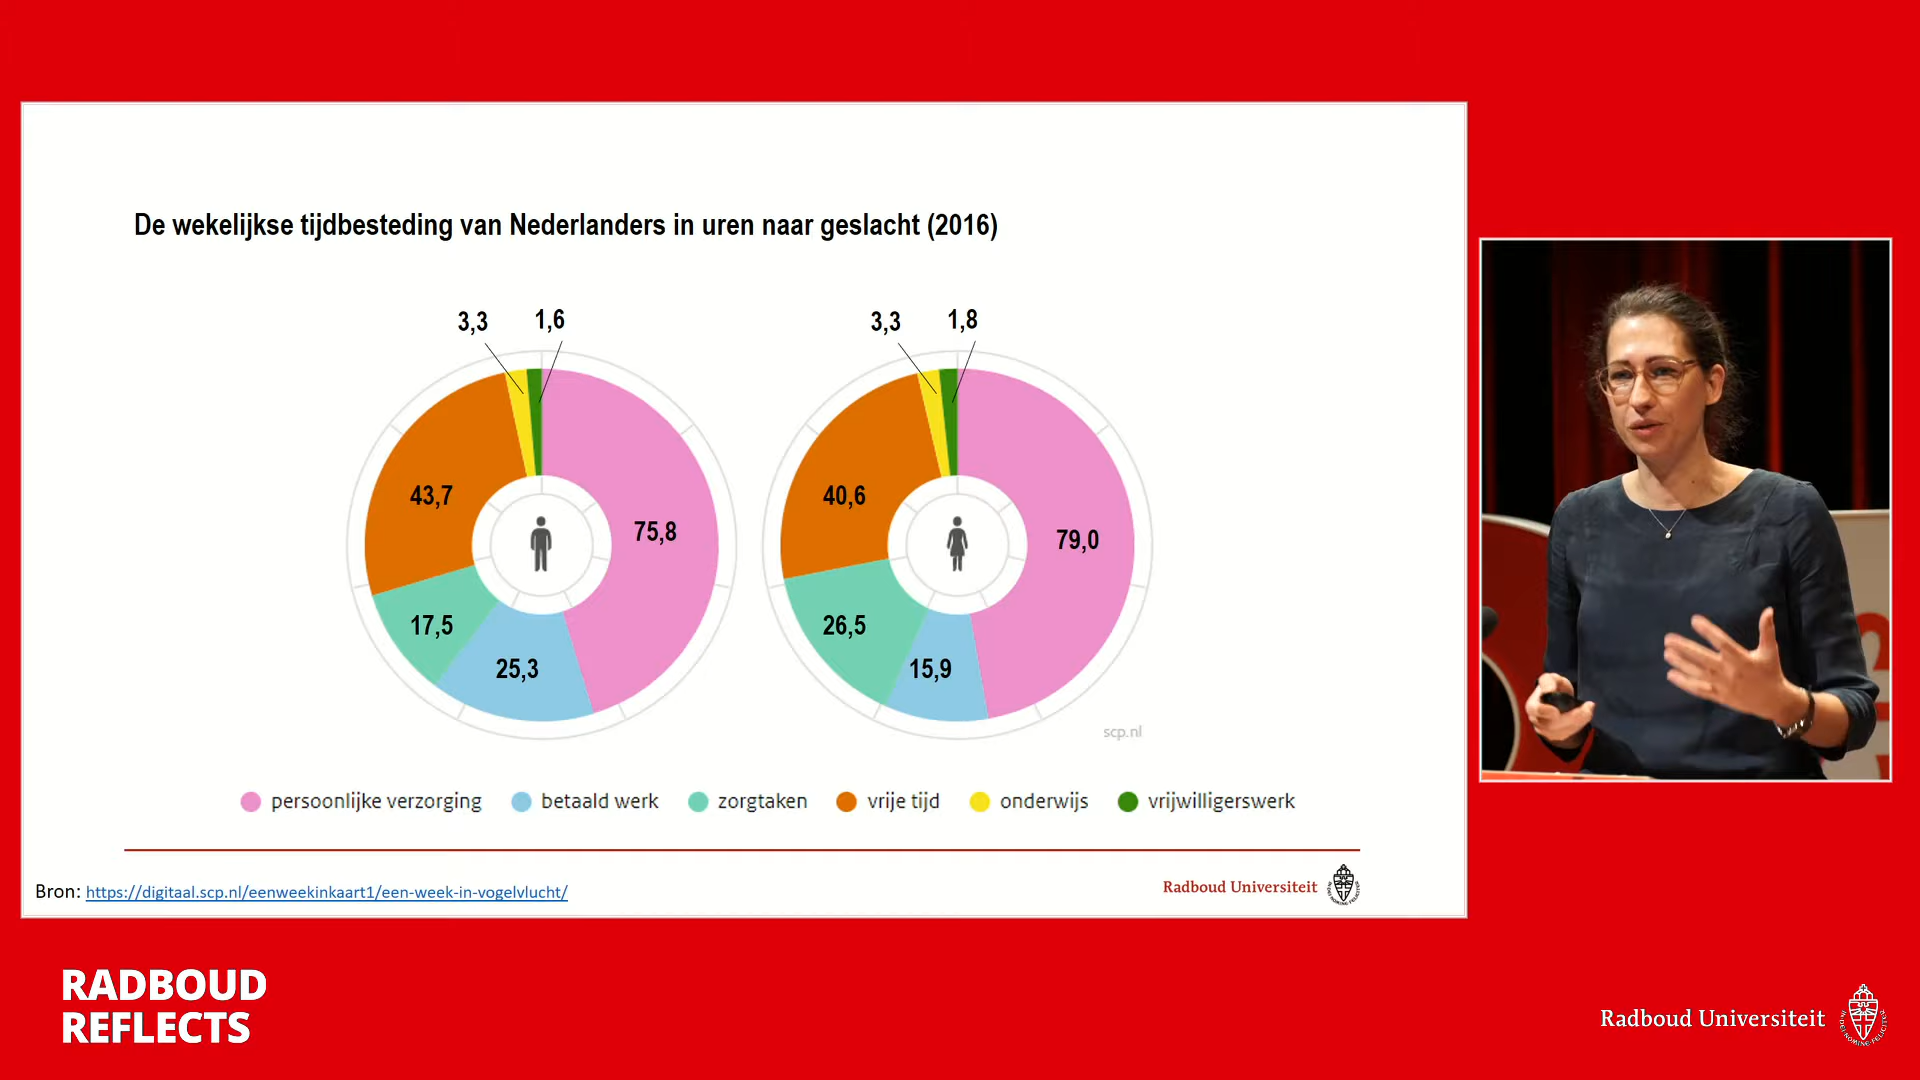 De wekelijkse tijdbesteding van Nederlanders in uren naar geslacht (2016)
3,3 1,6
43,7
75,8
17,5
25,3
3,3 1,8
40,6
79,0
26,5
15,9
scp.nl
persoonlijke verzorging betaald werk zorgtaken vrije tijd onderwijs vrijwilligerswerk
Bron: https://digitaal.scp.nl/eenweekinkaart1/een-week-in-vogelvlucht/
Radboud Universiteit
RADBOUD
REFLECTS
Radboud Universiteit